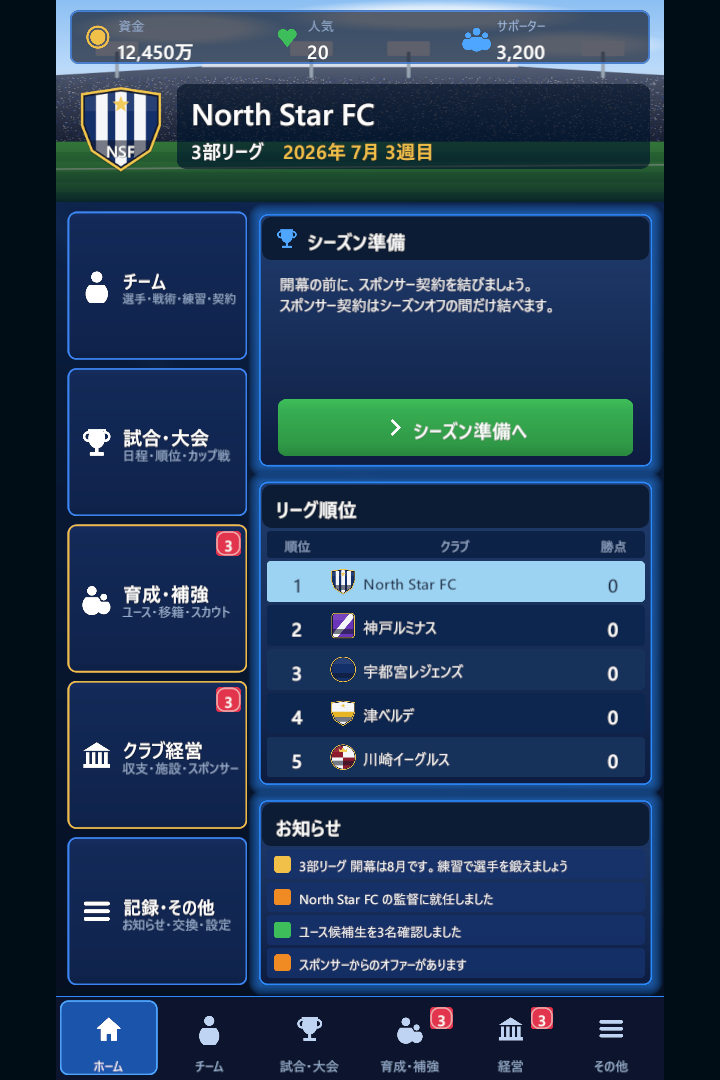 資金
12,450万
人気
20
サポーター
3,200
NSF
North Star FC
3部リーグ 2026年 7月 3週目
チーム
選手・戦術・練習・契約
試合・大会
日程・順位・カップ戦
3
育成・補強
ユース・移籍・スカウト
3
クラブ経営
収支・施設・スポンサー
記録・その他
お知らせ・交換・設定
シーズン準備
開幕の前に、スポンサー契約を結びましょう。
スポンサー契約はシーズンオフの間だけ結べます。
シーズン準備へ
リーグ順位
順位 クラブ 勝点
1 North Star FC 0
2 神戸ルミナス 0
3 宇都宮レジェンズ 0
4 津ベルデ 0
5 川崎イーグルス 0
お知らせ
3部リーグ 開幕は8月です。練習で選手を鍛えましょう
North Star FC の監督に就任しました
ユース候補生を3名確認しました
スポンサーからのオファーがあります
ホーム
チーム
試合・大会
3
育成・補強
3
経営
その他